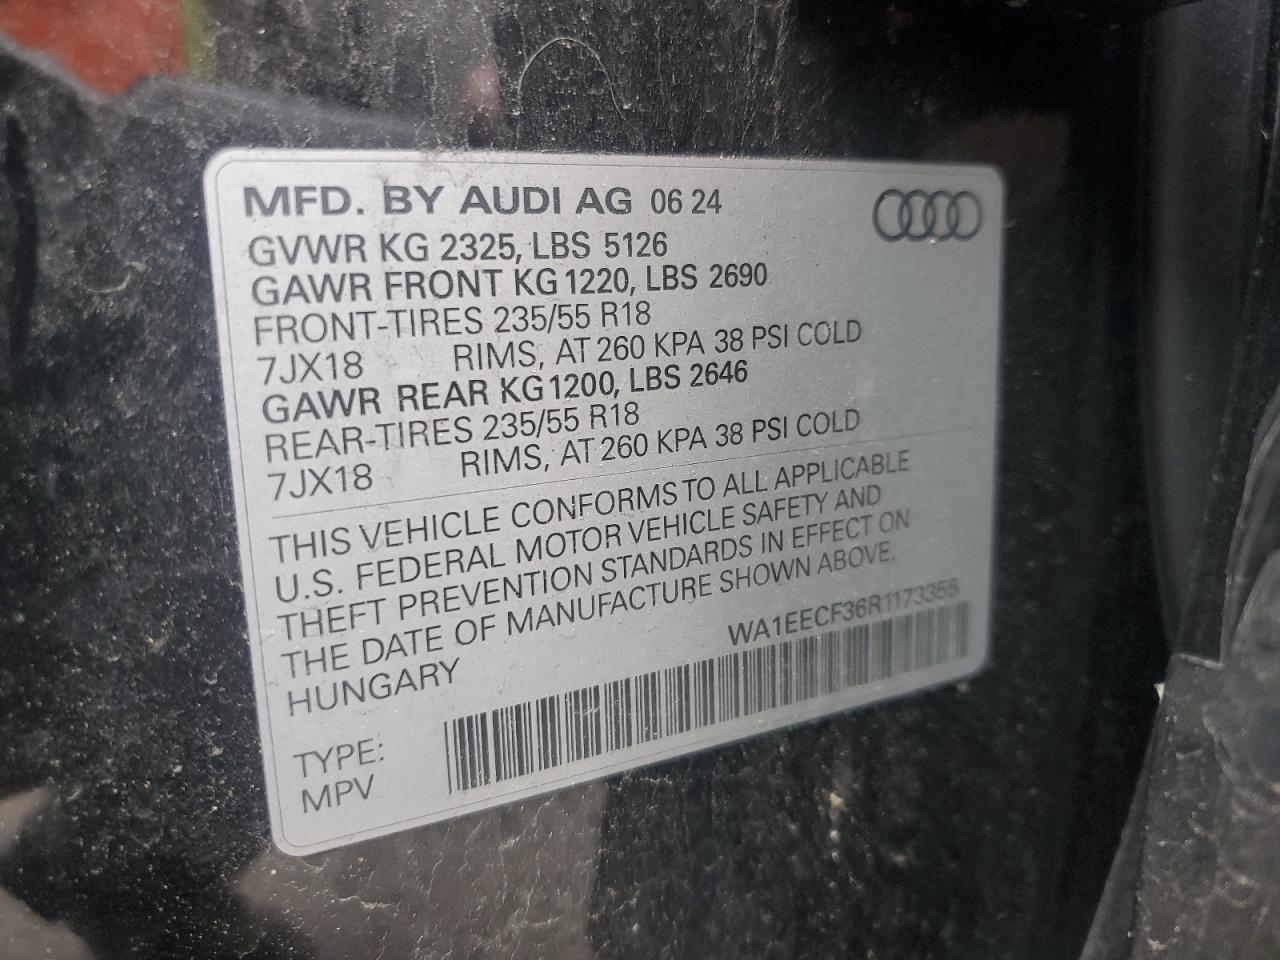 MFD. BY AUDI AG 06 24
GVWR KG 2325, LBS 5126
GAWR FRONT KG 1220, LBS 2690
FRONT-TIRES 235/55 R18
7JX18 RIMS, AT 260 KPA 38 PSI COLD
GAWR REAR KG 1200, LBS 2646
REAR-TIRES 235/55 R18
7JX18 RIMS, AT 260 KPA 38 PSI COLD
THIS VEHICLE CONFORMS TO ALL APPLICABLE
U.S. FEDERAL MOTOR VEHICLE SAFETY AND
THEFT PREVENTION STANDARDS IN EFFECT ON
THE DATE OF MANUFACTURE SHOWN ABOVE.
HUNGARY
WA1EECF36R1173355
TYPE:
MPV